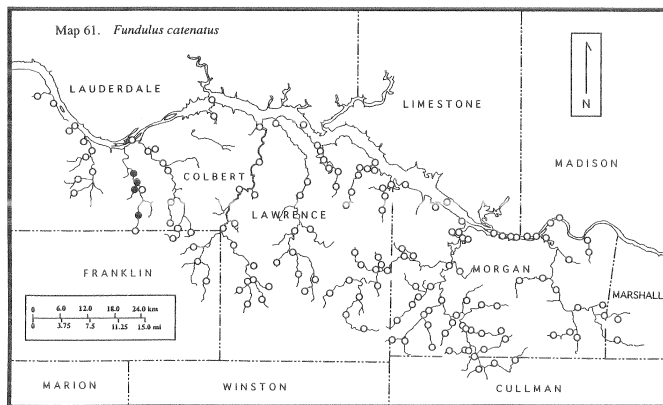 Map 61. Fundulus catenatus
LAUDERDALE
LIMESTONE
N
MADISON
COLBERT
LAWRENCE
FRANKLIN
MORGAN
MARSHALL
0 6.0 12.0 18.0 24.0 km
0 3.75 7.5 11.25 15.0 mi
MARION
WINSTON
CULLMAN